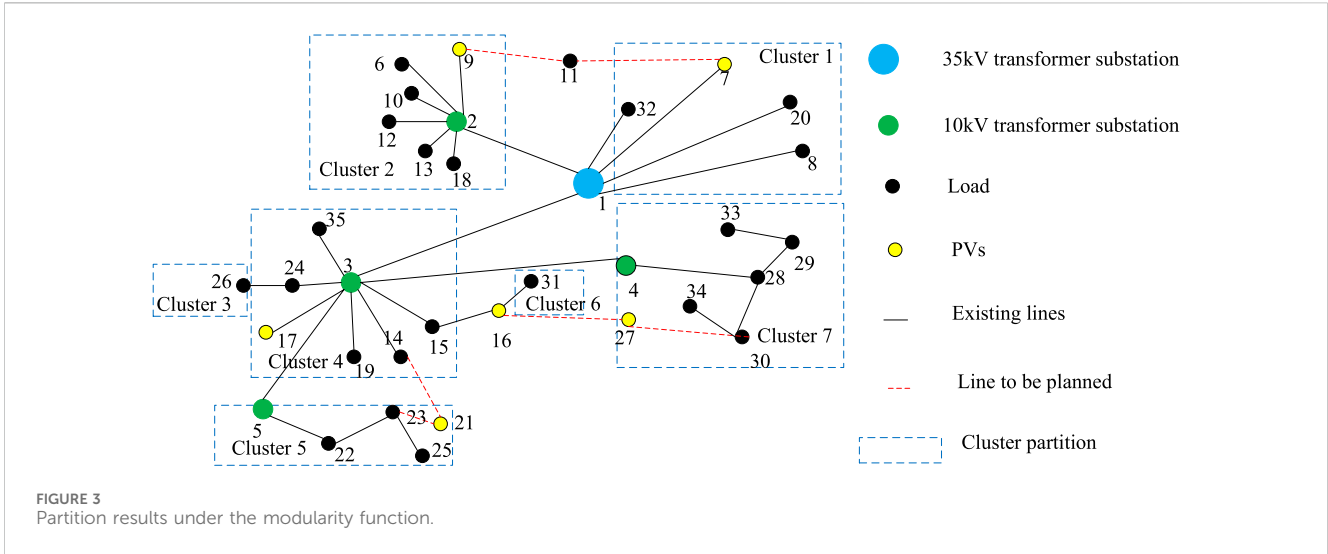 9
6
11
Cluster 1
7
10
32
20
2
12
13
8
Cluster 2
18
1
35
33
3
29
26
24
28
31
4
34
Cluster 3
Cluster 6
17
14
15
16
27
Cluster 7
Cluster 4
19
30
5
23
21
Cluster 5
22
25
35kV transformer substation
10kV transformer substation
Load
PVs
Existing lines
Line to be planned
Cluster partition
FIGURE 3
Partition results under the modularity function.